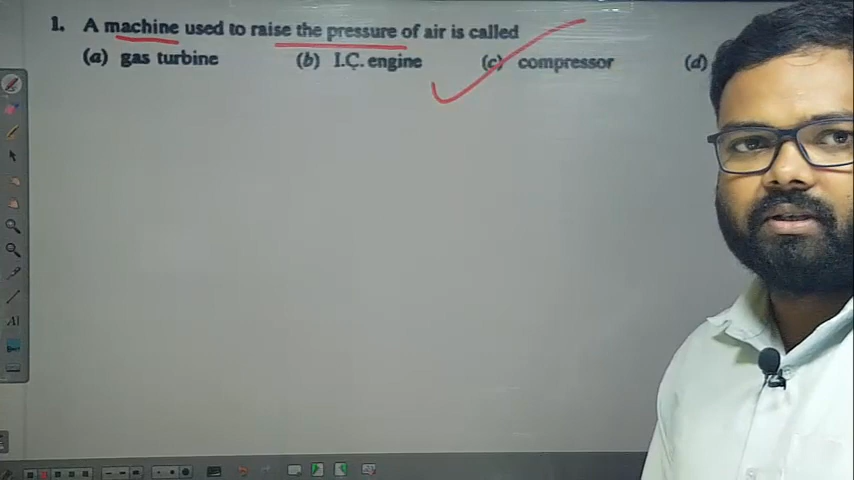 1. A machine used to raise the pressure of air is called
(a) gas turbine (b) I.C. engine (c) compressor (d)